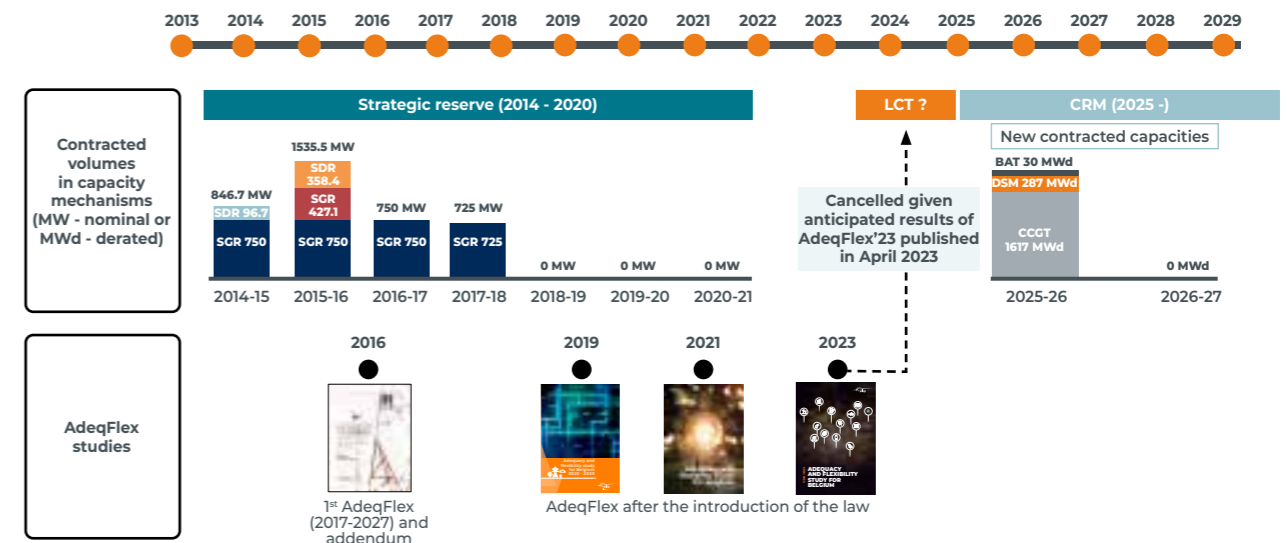 2013 2014 2015 2016 2017 2018 2019 2020 2021 2022 2023 2024 2025 2026 2027 2028 2029
Contracted
volumes
in capacity
mechanisms
(MW - nominal or
MWd - derated)
Strategic reserve (2014 - 2020)
LCT ?
CRM (2025 -)
New contracted capacities
846.7 MW
SDR 96.7
SGR 750
1535.5 MW
SDR
358.4
SGR
427.1
SGR 750
750 MW
SGR 750
725 MW
SGR 725
0 MW
0 MW
0 MW
2014-15 2015-16 2016-17 2017-18 2018-19 2019-20 2020-21
Cancelled given
anticipated results of
AdeqFlex'23 published
in April 2023
BAT 30 MWd
DSM 287 MWd
CCGT
1617 MWd
0 MWd
2025-26 2026-27
AdeqFlex
studies
2016
2019
2021
2023
Adequacy and
flexibility study
for Belgium
ADEQUACY
AND FLEXIBILITY
STUDY FOR
BELGIUM
1st AdeqFlex
(2017-2027) and
addendum
AdeqFlex after the introduction of the law